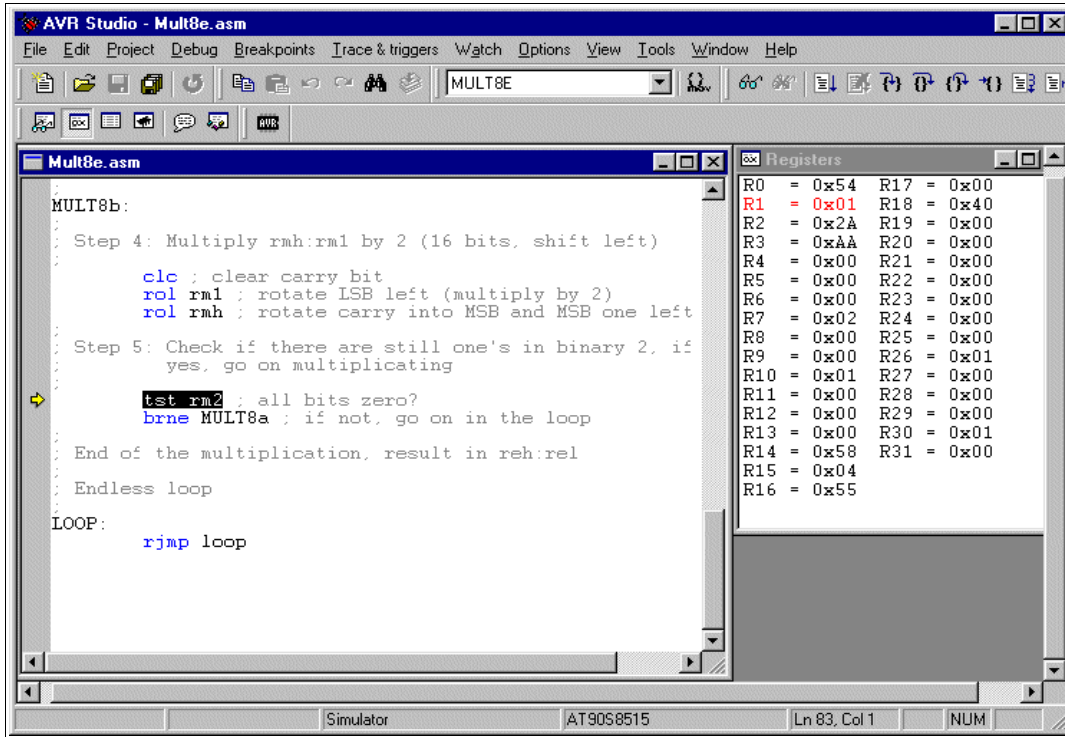 AVR Studio - Mult8e.asm
File Edit Project Debug Breakpoints Trace & triggers Watch Options View Tools Window Help
MULT8E
AVR
Mult8e.asm
;
MULT8b:
;
; Step 4: Multiply rmh:rm1 by 2 (16 bits, shift left)
;
clc ; clear carry bit
rol rm1 ; rotate LSB left (multiply by 2)
rol rmh ; rotate carry into MSB and MSB one left
;
; Step 5: Check if there are still one's in binary 2, if
; yes, go on multiplicating
;
tst rm2 ; all bits zero?
brne MULT8a ; if not, go on in the loop
;
; End of the multiplication, result in reh:rel
;
; Endless loop
;
LOOP:
rjmp loop
Registers
R0 = 0x54 R17 = 0x00
R1 = 0x01 R18 = 0x40
R2 = 0x2A R19 = 0x00
R3 = 0xAA R20 = 0x00
R4 = 0x00 R21 = 0x00
R5 = 0x00 R22 = 0x00
R6 = 0x00 R23 = 0x00
R7 = 0x02 R24 = 0x00
R8 = 0x00 R25 = 0x00
R9 = 0x00 R26 = 0x01
R10 = 0x01 R27 = 0x00
R11 = 0x00 R28 = 0x00
R12 = 0x00 R29 = 0x00
R13 = 0x00 R30 = 0x01
R14 = 0x58 R31 = 0x00
R15 = 0x04
R16 = 0x55
Simulator AT90S8515 Ln 83, Col 1 NUM